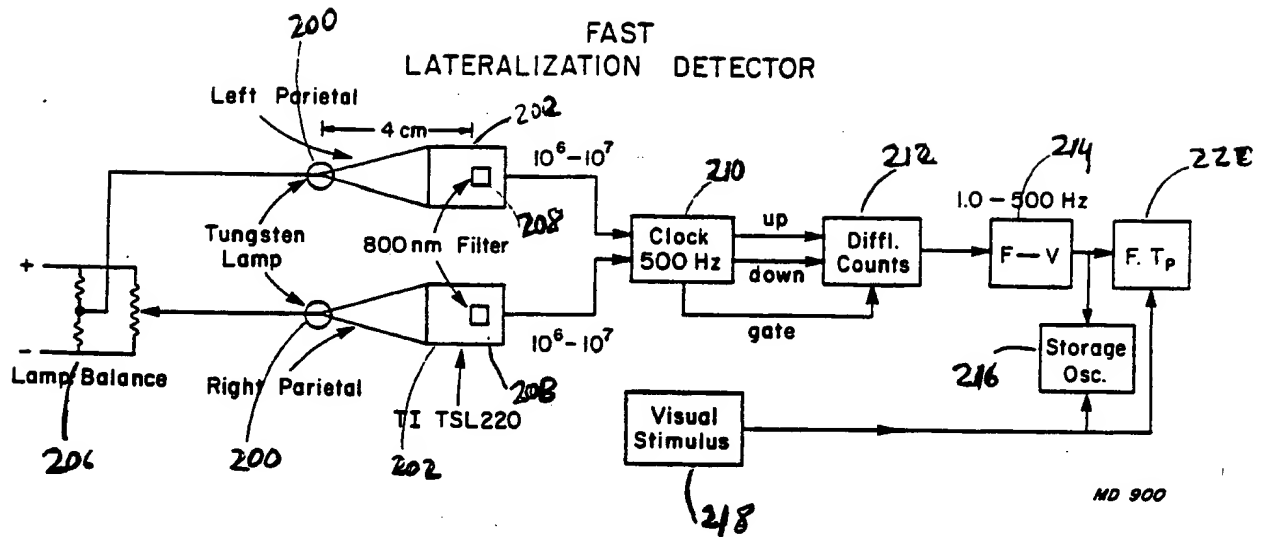 FAST
LATERALIZATION DETECTOR
200
Left Parietal
4 cm
202
10⁶-10⁷
208
210
212
214
1.0-500 Hz
Tungsten
Lamp
800 nm Filter
Clock
500 Hz
up
down
gate
Diffl.
Counts
F—V
F. Tₚ
+
-
Lamp Balance
206
Right Parietal
200
202
TI TSL220
208
10⁶-10⁷
216
Storage
Osc.
Visual
Stimulus
218
MD 900